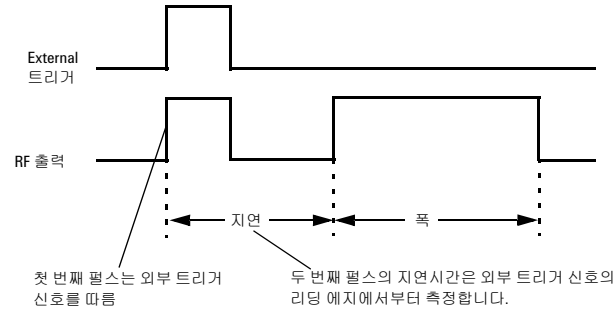 External
트리거
RF 출력
지연
폭
첫 번째 펄스는 외부 트리거
신호를 따름
두 번째 펄스의 지연시간은 외부 트리거 신호의
리딩 에지에서부터 측정합니다.